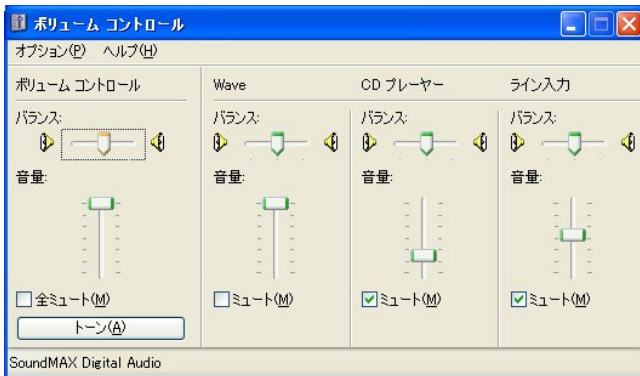 ボリューム コントロール
オプション(P) ヘルプ(H)
ボリューム コントロール Wave CD プレーヤー ライン入力
バランス: バランス: バランス: バランス:
音量: 音量: 音量: 音量:
全ミュート(M) ミュート(M) ミュート(M) ミュート(M)
トーン(A)
SoundMAX Digital Audio